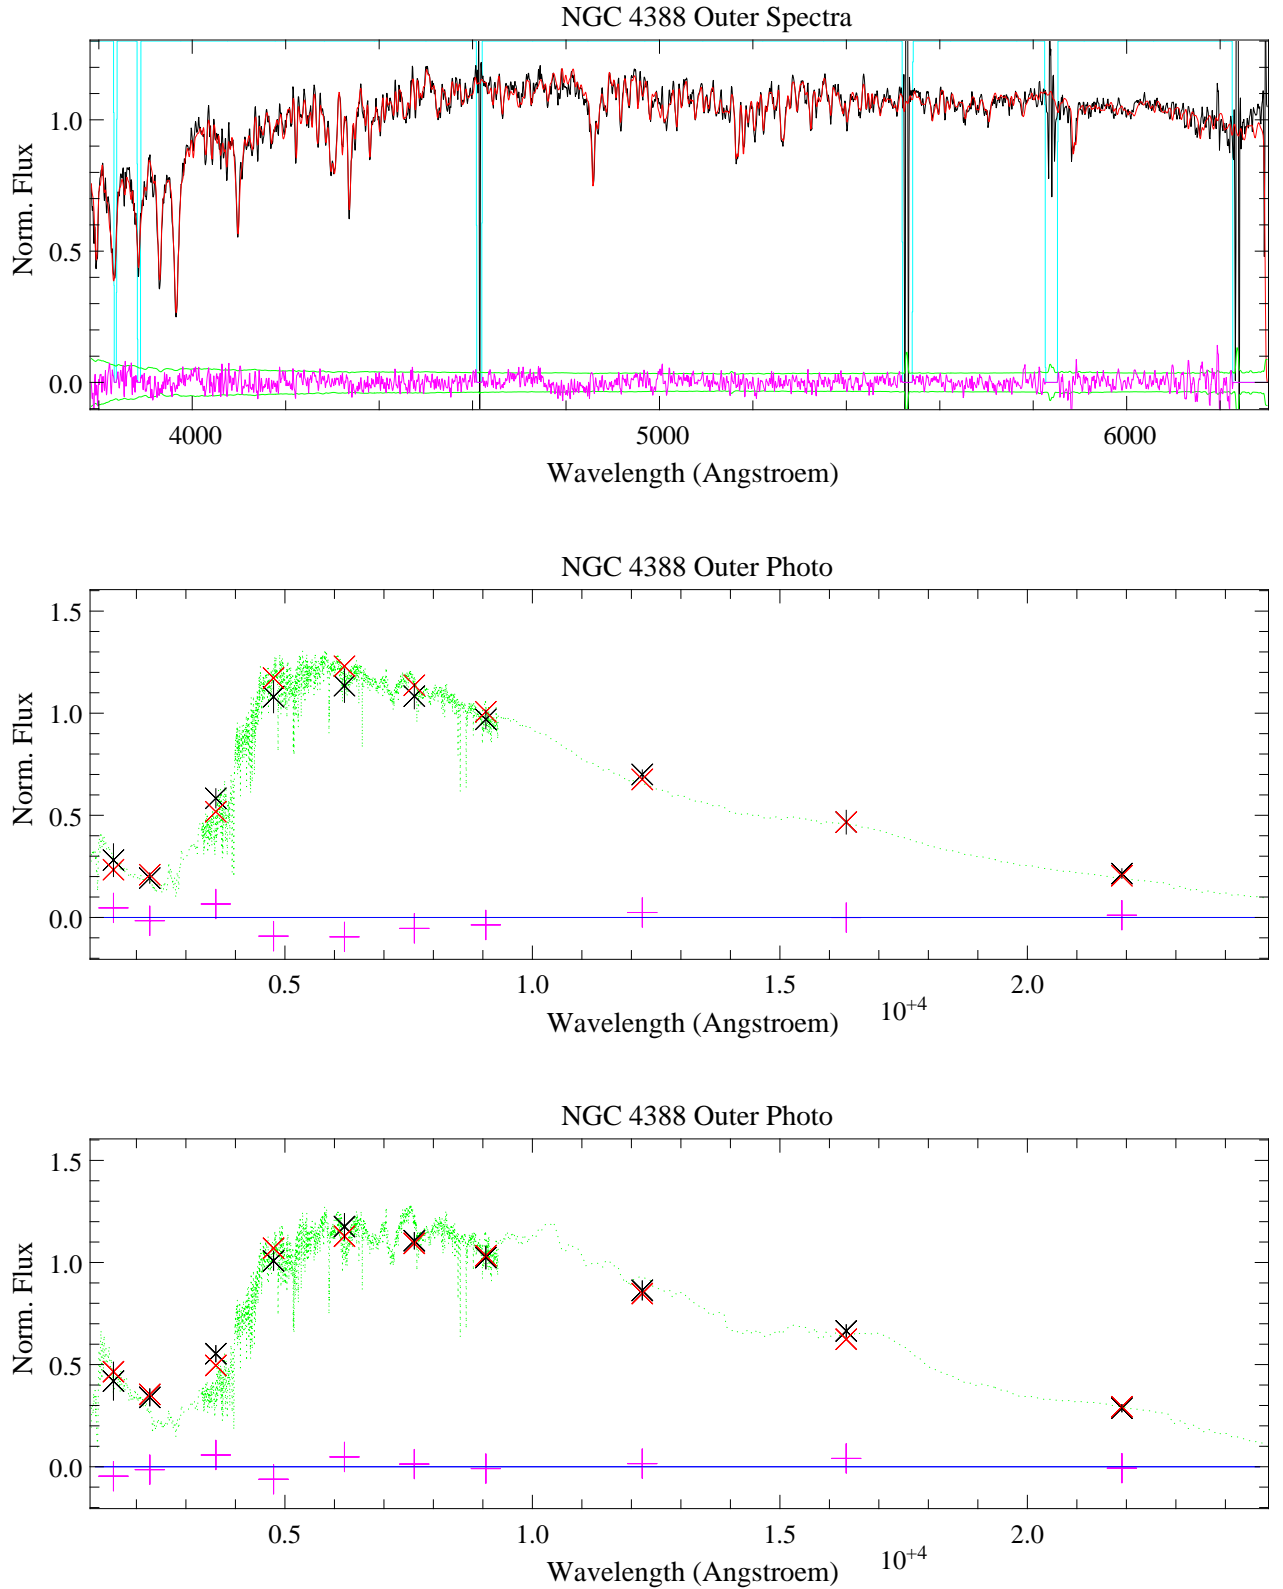 NGC 4388 Outer Spectra
Norm. Flux
1.0
0.5
0.0
4000 5000 6000
Wavelength (Angstroem)
NGC 4388 Outer Photo
Norm. Flux
1.5
1.0
0.5
0.0
0.5 1.0 1.5 2.0
10+4
Wavelength (Angstroem)
NGC 4388 Outer Photo
Norm. Flux
1.5
1.0
0.5
0.0
0.5 1.0 1.5 2.0
10+4
Wavelength (Angstroem)